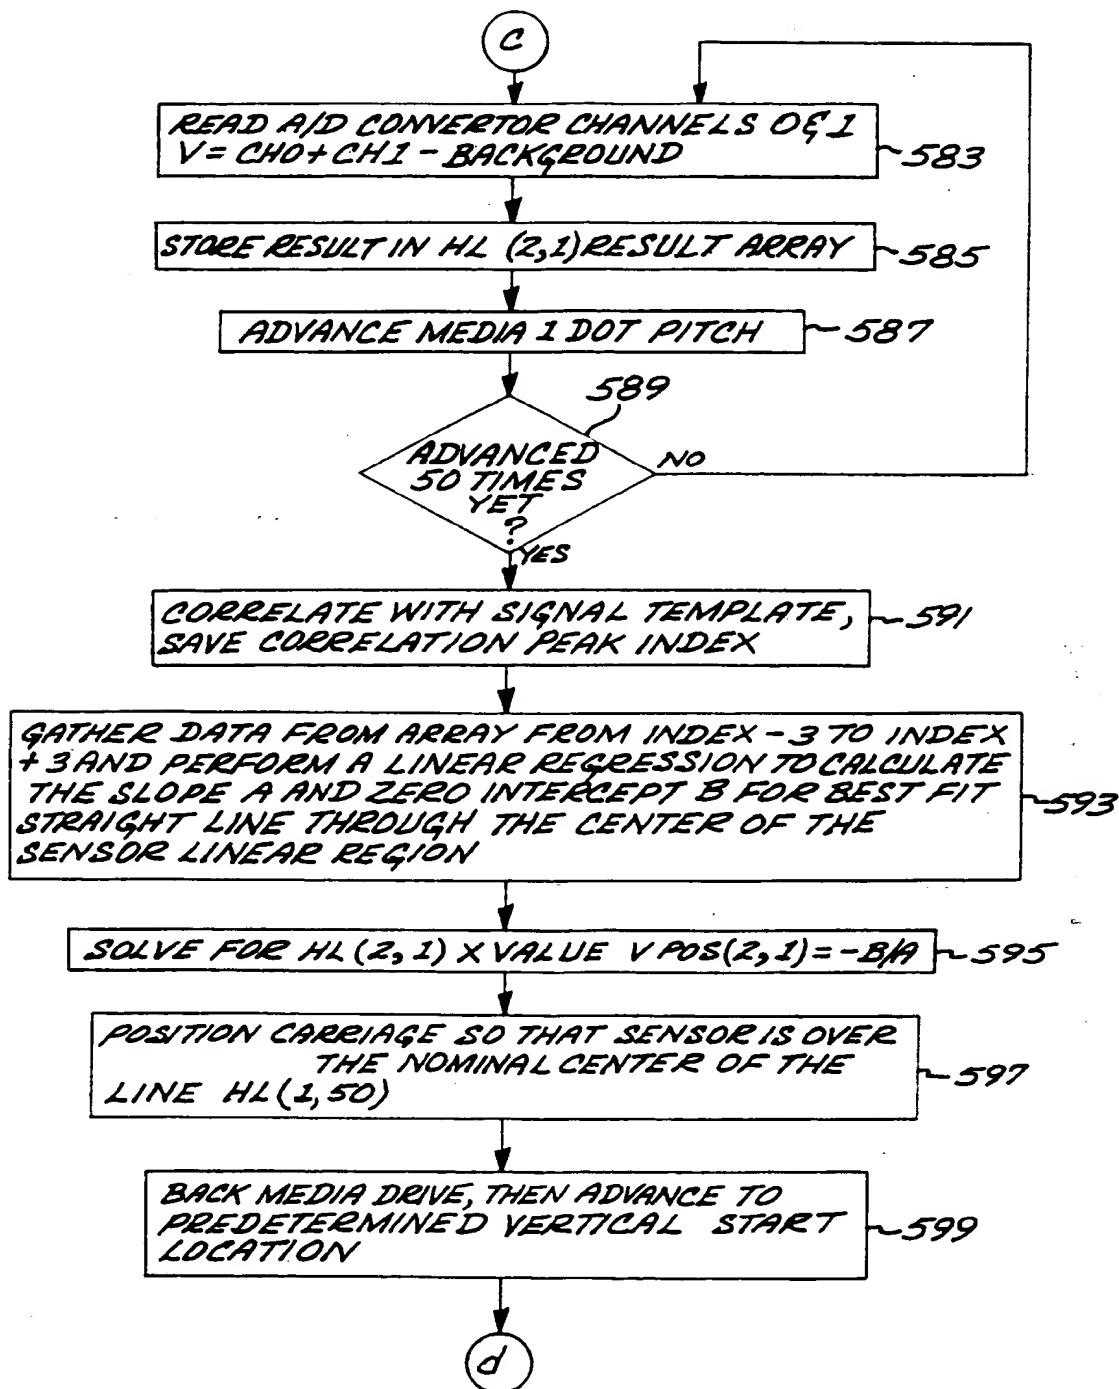 C
READ A/D CONVERTOR CHANNELS 0 & 1
V = CH0 + CH1 - BACKGROUND
583
STORE RESULT IN HL (2,1) RESULT ARRAY
585
ADVANCE MEDIA 1 DOT PITCH
587
589
ADVANCED
50 TIMES
YET
?
NO
YES
CORRELATE WITH SIGNAL TEMPLATE,
SAVE CORRELATION PEAK INDEX
591
GATHER DATA FROM ARRAY FROM INDEX - 3 TO INDEX
+ 3 AND PERFORM A LINEAR REGRESSION TO CALCULATE
THE SLOPE A AND ZERO INTERCEPT B FOR BEST FIT
STRAIGHT LINE THROUGH THE CENTER OF THE
SENSOR LINEAR REGION
593
SOLVE FOR HL (2,1) X VALUE V POS (2,1) = -B/A
595
POSITION CARRIAGE SO THAT SENSOR IS OVER
THE NOMINAL CENTER OF THE
LINE HL (1,50)
597
BACK MEDIA DRIVE, THEN ADVANCE TO
PREDETERMINED VERTICAL START
LOCATION
599
d